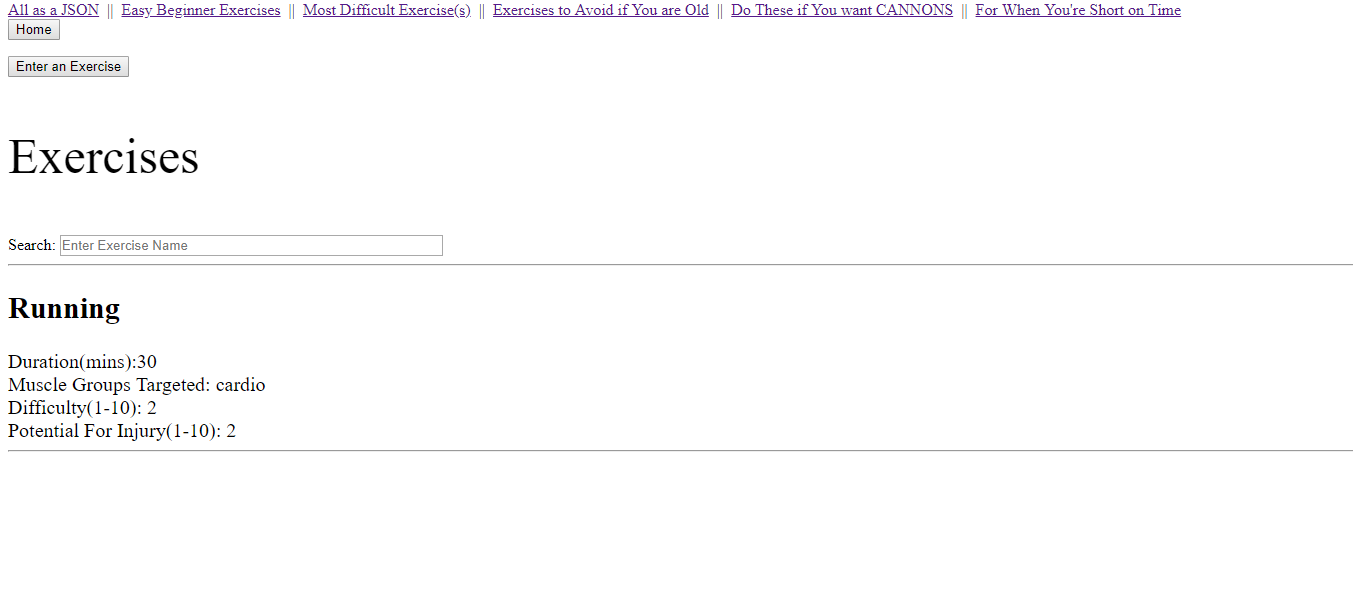 All as a JSON || Easy Beginner Exercises || Most Difficult Exercise(s) || Exercises to Avoid if You are Old || Do These if You want CANNONS || For When You're Short on Time
Home
Enter an Exercise
Exercises
Search: Enter Exercise Name
Running
Duration(mins):30
Muscle Groups Targeted: cardio
Difficulty(1-10): 2
Potential For Injury(1-10): 2